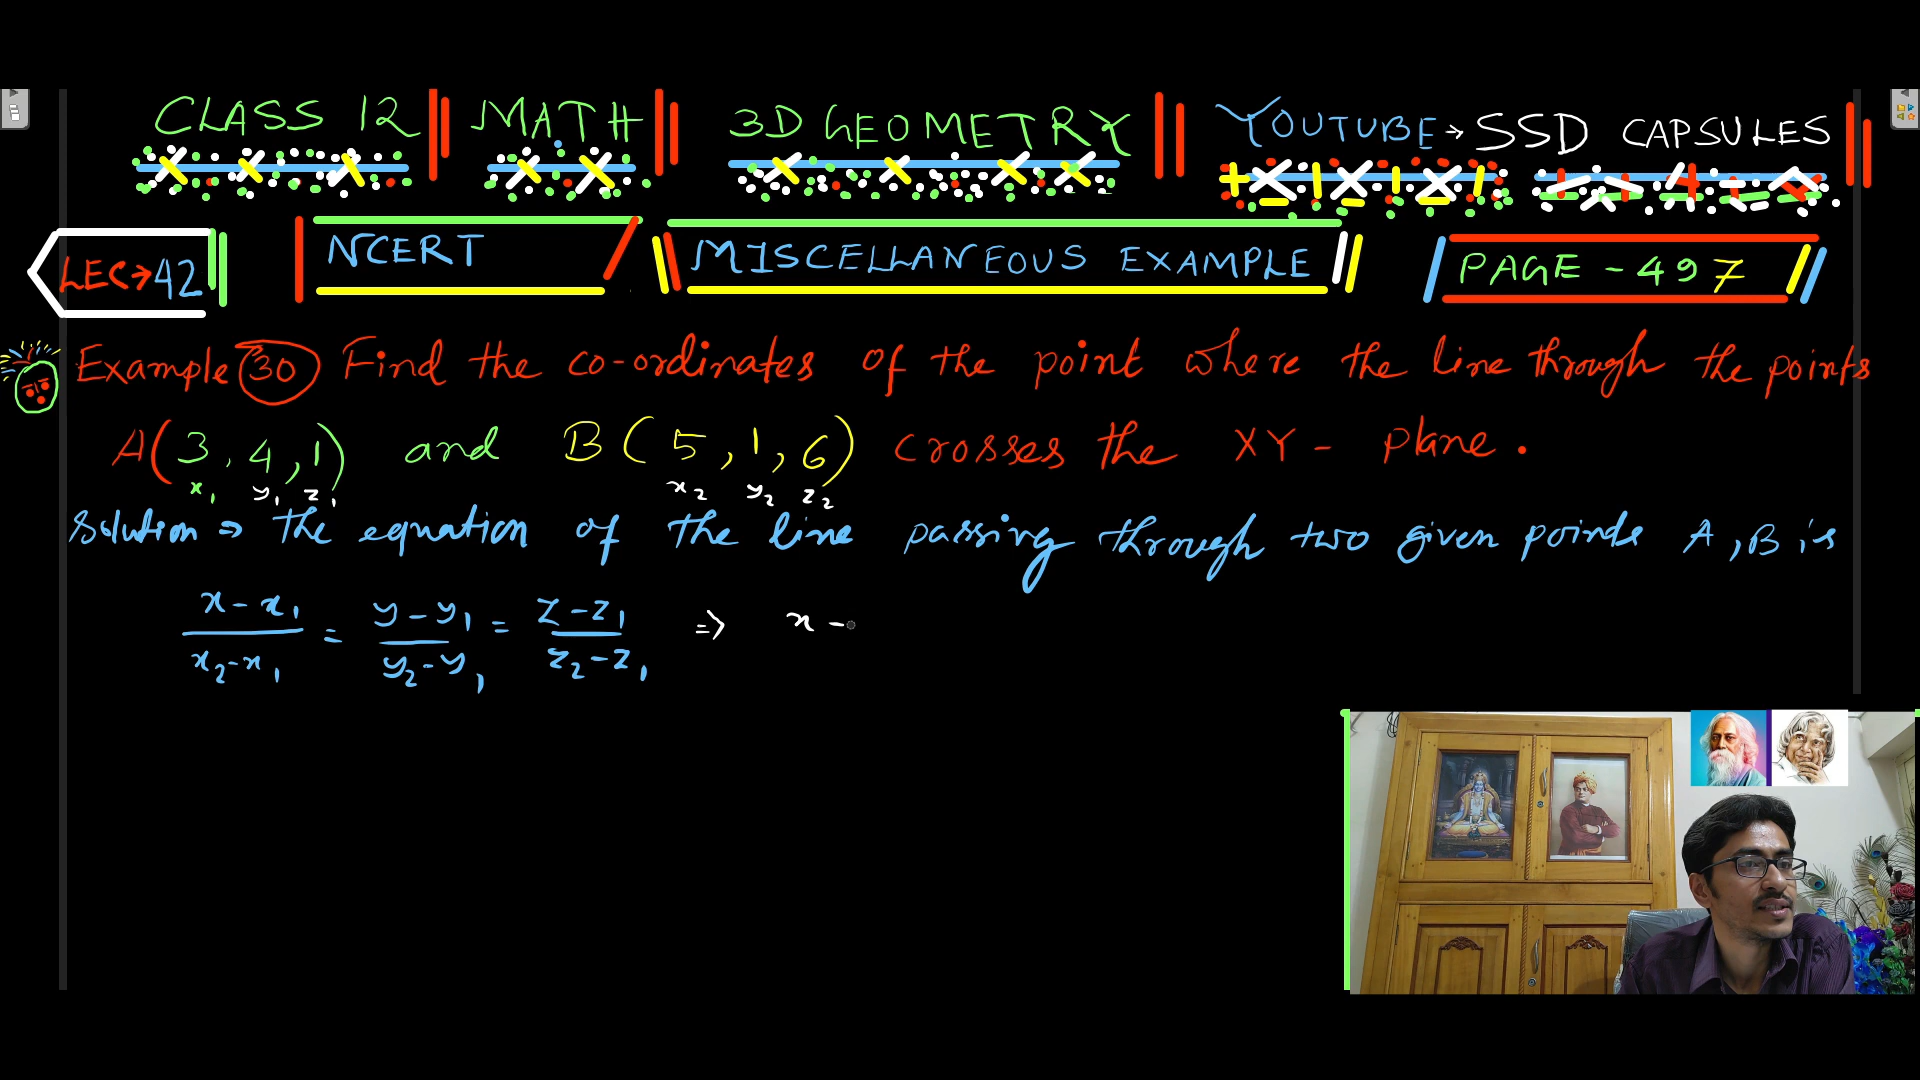 CLASS 12 MATH 3D GEOMETRY YOUTUBE → SSD CAPSULES
LEC→42 NCERT MISCELLANEOUS EXAMPLE PAGE - 497
Example 30 Find the co-ordinates of the point where the line through the points
A(3, 4, 1) and B(5, 1, 6) crosses the XY - plane.
x₁ y₁ z₁ x₂ y₂ z₂
Solution ⇒ The equation of the line passing through two given points A, B is
x - x₁ / x₂ - x₁ = y - y₁ / y₂ - y₁ = z - z₁ / z₂ - z₁ ⇒ x -